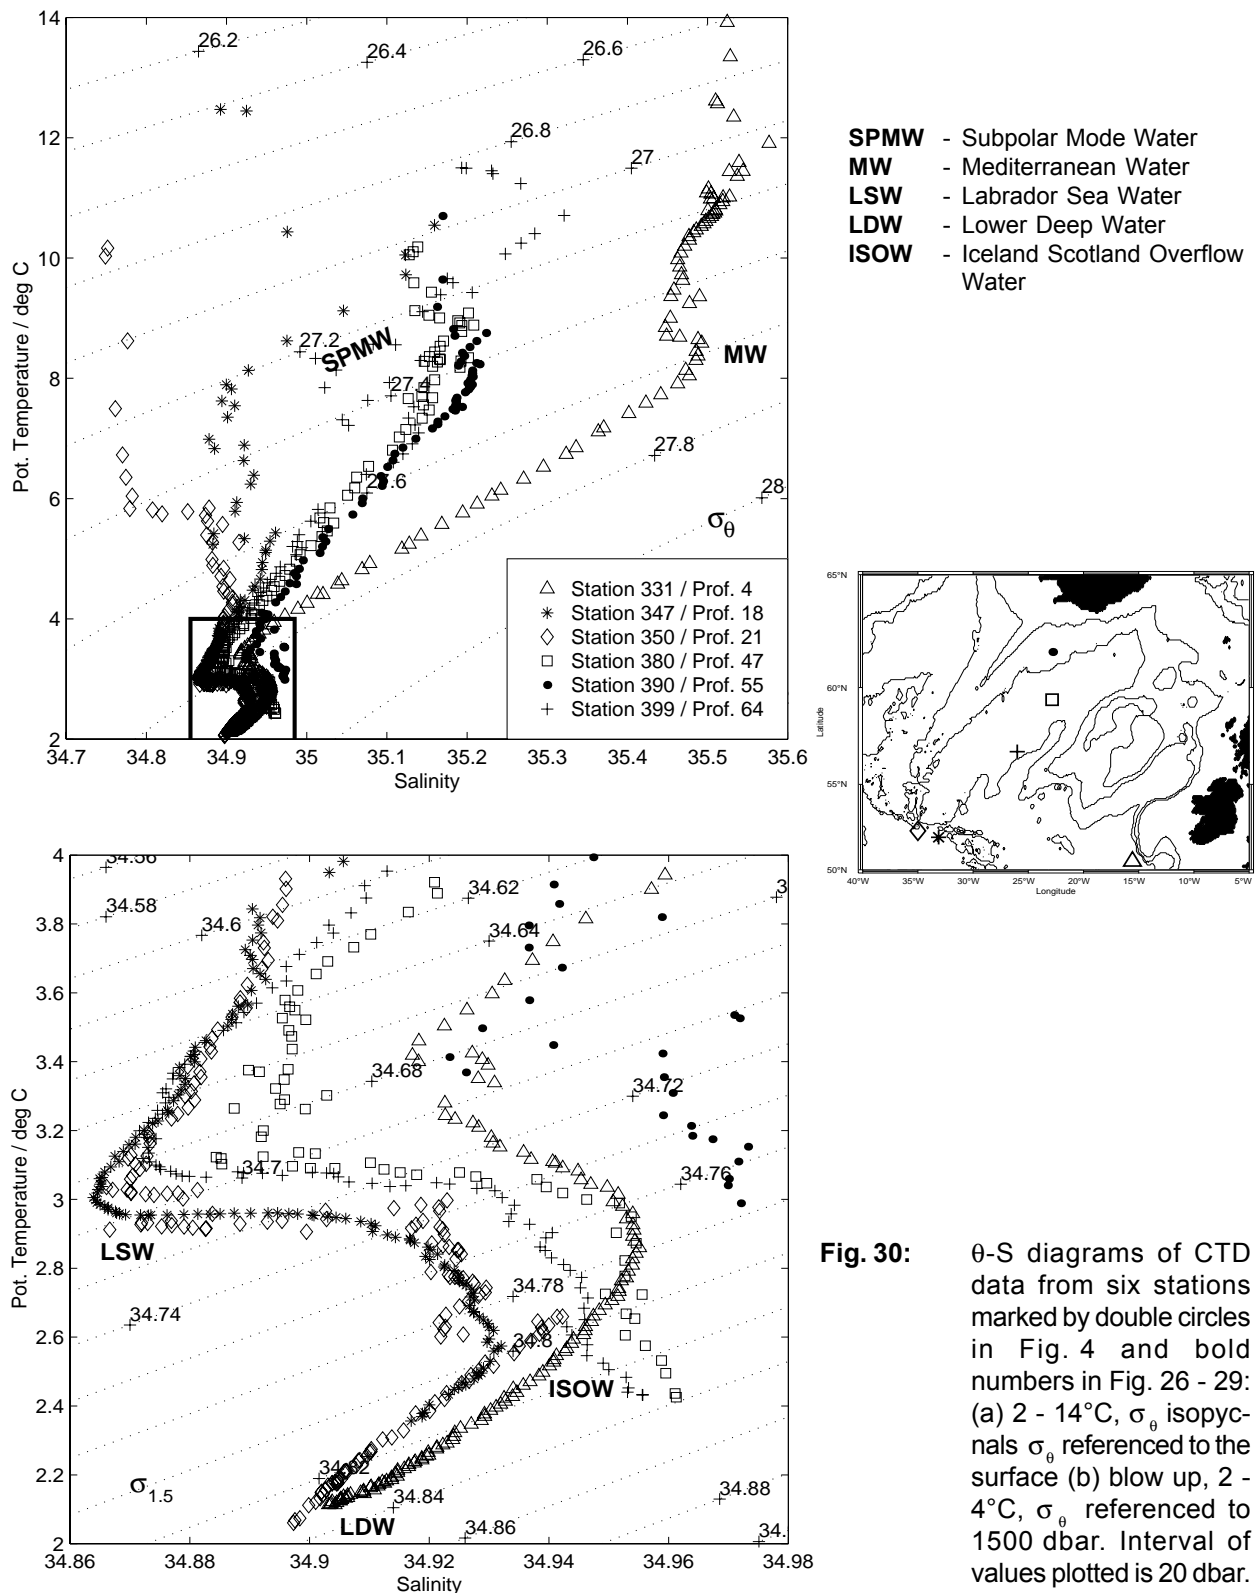 14
12
10
8
6
4
2
Pot. Temperature / deg C
26.2
26.4
26.6
26.8
27
27.2
27.4
27.6
27.8
28
SPMW
MW
σθ
Station 331 / Prof. 4
Station 347 / Prof. 18
Station 350 / Prof. 21
Station 380 / Prof. 47
Station 390 / Prof. 55
Station 399 / Prof. 64
34.7 34.8 34.9 35 35.1 35.2 35.3 35.4 35.5 35.6
Salinity
SPMW - Subpolar Mode Water
MW - Mediterranean Water
LSW - Labrador Sea Water
LDW - Lower Deep Water
ISOW - Iceland Scotland Overflow
Water
65°N
60°N
55°N
50°N
Latitude
40°W 35°W 30°W 25°W 20°W 15°W 10°W 5°W
Longitude
4
3.8
3.6
3.4
3.2
3
2.8
2.6
2.4
2.2
2
Pot. Temperature / deg C
34.56
34.58
34.6
34.62
34.64
3
34.68
34.72
34.7
34.76
34.74
34.78
34.8
34.84
34.86
34.88
34.
LSW
ISOW
LDW
σ1.5
34.86 34.88 34.9 34.92 34.94 34.96 34.98
Salinity
Fig. 30: θ-S diagrams of CTD
data from six stations
marked by double circles
in Fig. 4 and bold
numbers in Fig. 26 - 29:
(a) 2 - 14°C, σθ isopyc-
nals σθ referenced to the
surface (b) blow up, 2 -
4°C, σθ referenced to
1500 dbar. Interval of
values plotted is 20 dbar.